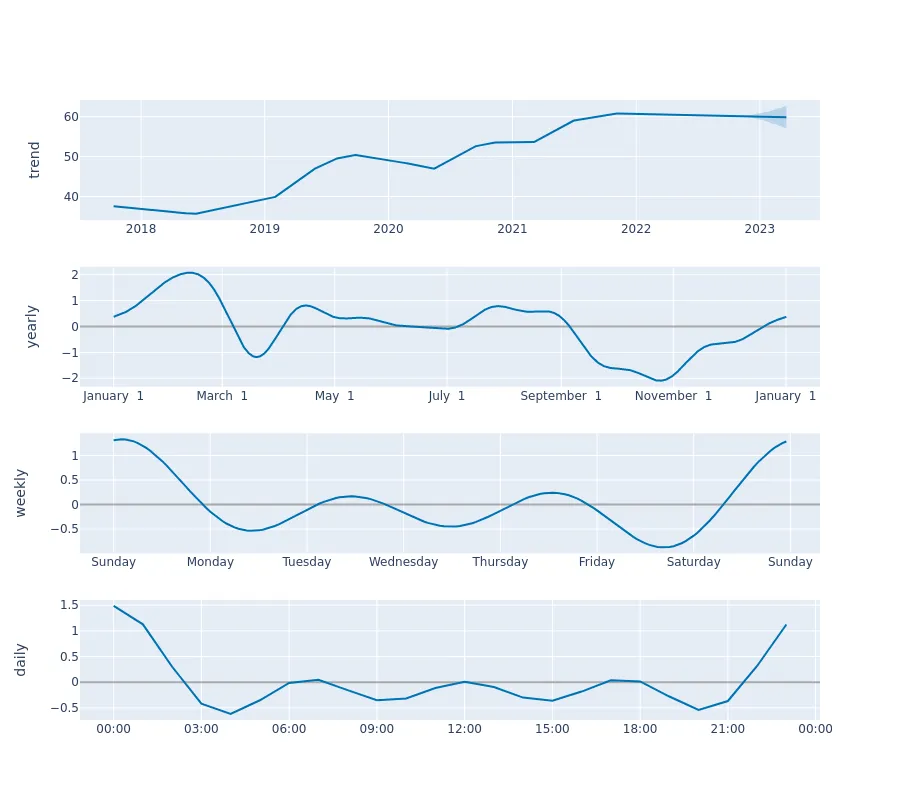 trend
60
50
40
2018 2019 2020 2021 2022 2023
yearly
2
1
0
−1
−2
January 1 March 1 May 1 July 1 September 1 November 1 January 1
weekly
1
0.5
0
−0.5
Sunday Monday Tuesday Wednesday Thursday Friday Saturday Sunday
daily
1.5
1
0.5
0
−0.5
00:00 03:00 06:00 09:00 12:00 15:00 18:00 21:00 00:00